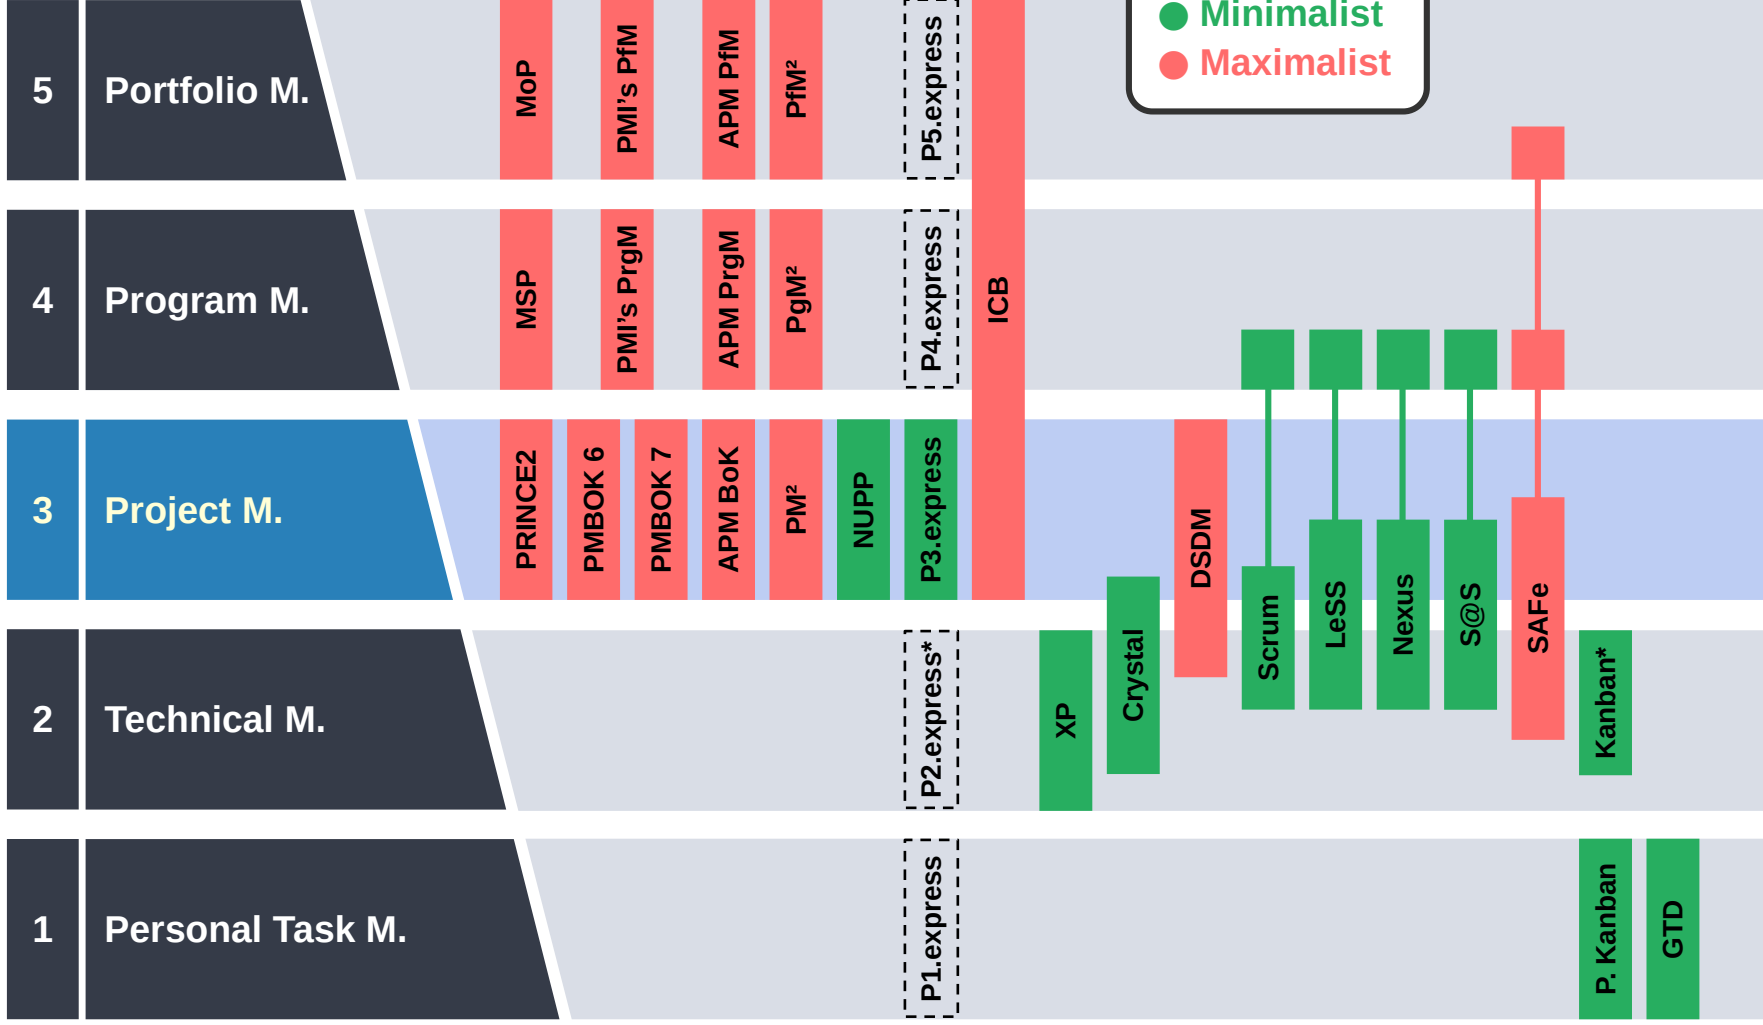 Minimalist
Maximalist
5
Portfolio M.
MoP
PMI’s PfM
APM PfM
PfM²
P5.express
4
Program M.
MSP
PMI’s PrgM
APM PrgM
PgM²
P4.express
ICB
3
Project M.
PRINCE2
PMBOK 6
PMBOK 7
APM BoK
PM²
NUPP
P3.express
DSDM
2
Technical M.
P2.express*
XP
Crystal
Scrum
LeSS
Nexus
S@S
SAFe
Kanban*
1
Personal Task M.
P1.express
P. Kanban
GTD